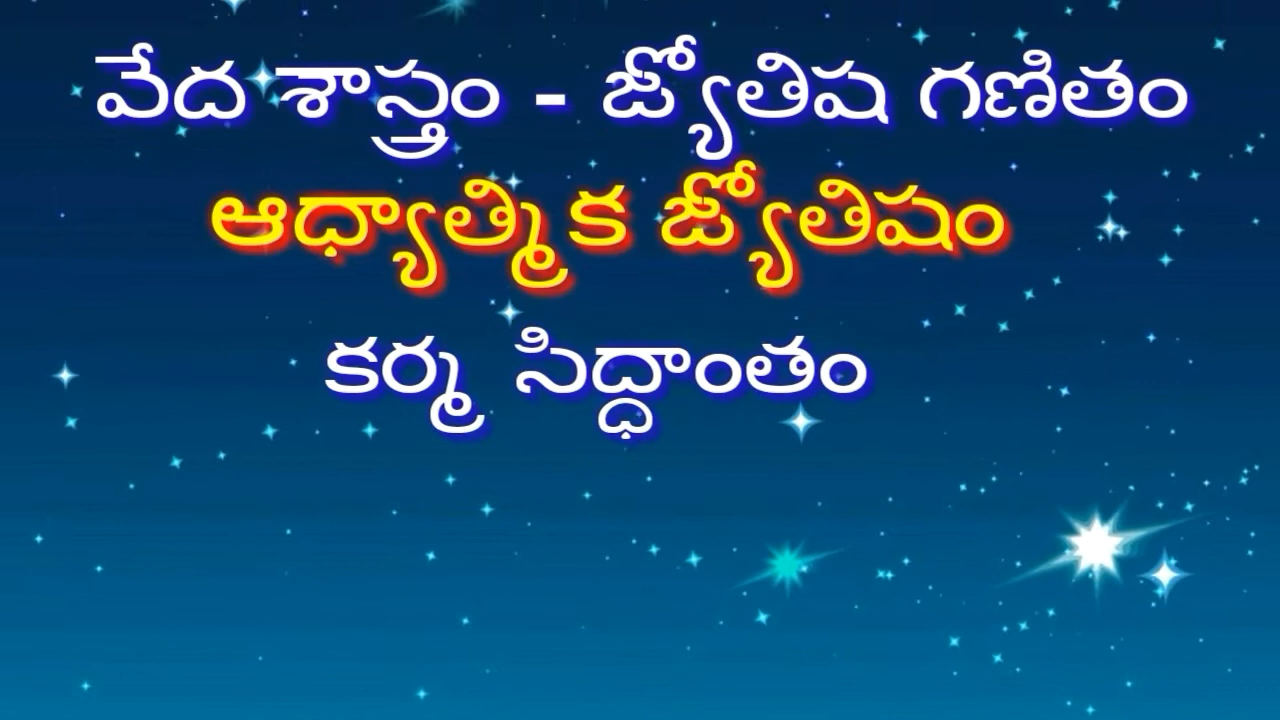 వేద శాస్త్రం - జ్యోతిష గణితం
ఆధ్యాత్మిక జ్యోతిషం
కర్మ సిద్ధాంతం